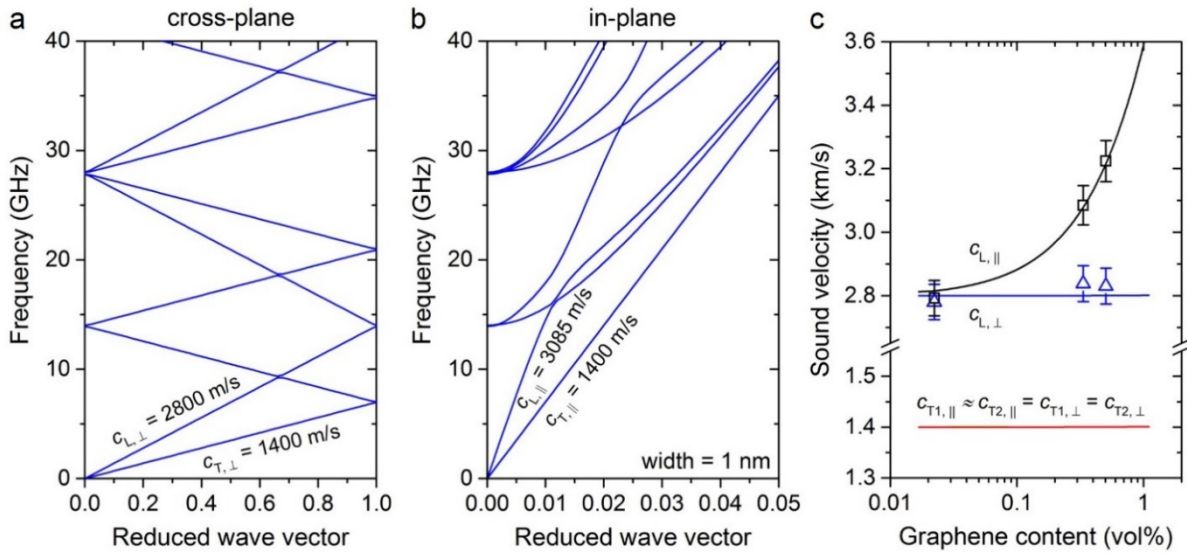 a
cross-plane
40
30
20
10
0
Frequency (GHz)
c_L,⊥ = 2800 m/s
c_T,⊥ = 1400 m/s
0.0 0.2 0.4 0.6 0.8 1.0
Reduced wave vector
b
in-plane
40
30
20
10
0
Frequency (GHz)
c_L,|| = 3085 m/s
c_T,|| = 1400 m/s
width = 1 nm
0.00 0.01 0.02 0.03 0.04 0.05
Reduced wave vector
c
3.6
3.4
3.2
3.0
2.8
1.5
1.4
1.3
Sound velocity (km/s)
c_L,||
c_L,⊥
c_T1,|| ≈ c_T2,|| = c_T1,⊥ = c_T2,⊥
0.01 0.1 1
Graphene content (vol%)